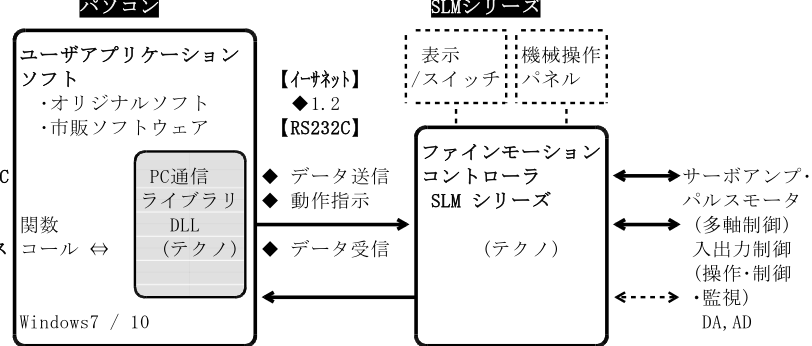 パソコン
SLMシリーズ
ユーザアプリケーション
ソフト
・オリジナルソフト
・市販ソフトウェア
PC通信
ライブラリ
DLL
(テクノ)
関数
コール ⇔
Windows7 / 10
【イーサネット】
◆1.2
【RS232C】
◆ データ送信
◆ 動作指示
◆ データ受信
表示
/スイッチ
機械操作
パネル
ファインモーション
コントローラ
SLM シリーズ
(テクノ)
サーボアンプ・
パルスモータ
(多軸制御)
入出力制御
(操作・制御
・監視)
DA,AD
C
ス